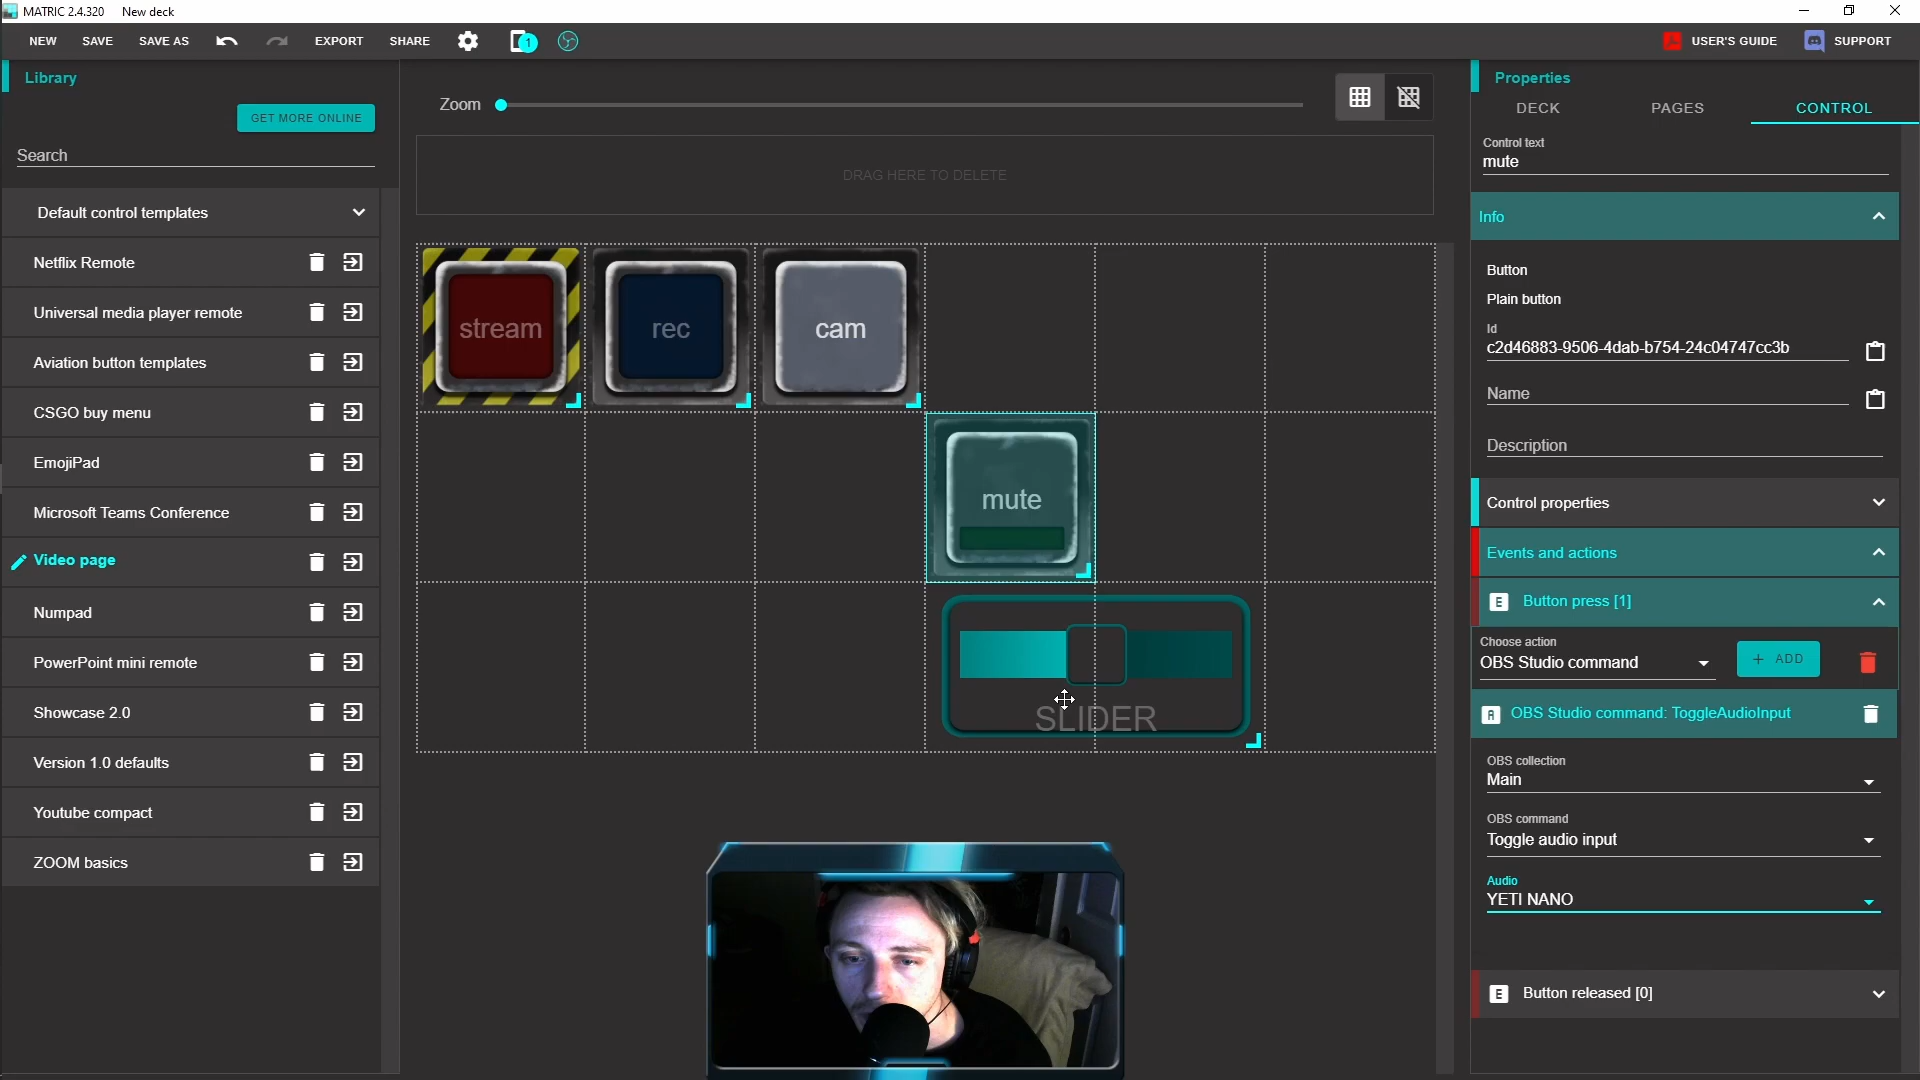 MATRIC 2.4.320 New deck
NEW SAVE SAVE AS EXPORT SHARE 1 USER'S GUIDE SUPPORT
Library
GET MORE ONLINE
Search
Default control templates
Netflix Remote
Universal media player remote
Aviation button templates
CSGO buy menu
EmojiPad
Microsoft Teams Conference
Video page
Numpad
PowerPoint mini remote
Showcase 2.0
Version 1.0 defaults
Youtube compact
ZOOM basics
Zoom
DRAG HERE TO DELETE
stream rec cam
mute
SLIDER
Properties
DECK PAGES CONTROL
Control text
mute
Info
Button
Plain button
Id
c2d46883-9506-4dab-b754-24c04747cc3b
Name
Description
Control properties
Events and actions
E Button press [1]
Choose action
OBS Studio command
+ ADD
A OBS Studio command: ToggleAudioInput
OBS collection
Main
OBS command
Toggle audio input
Audio
YETI NANO
E Button released [0]